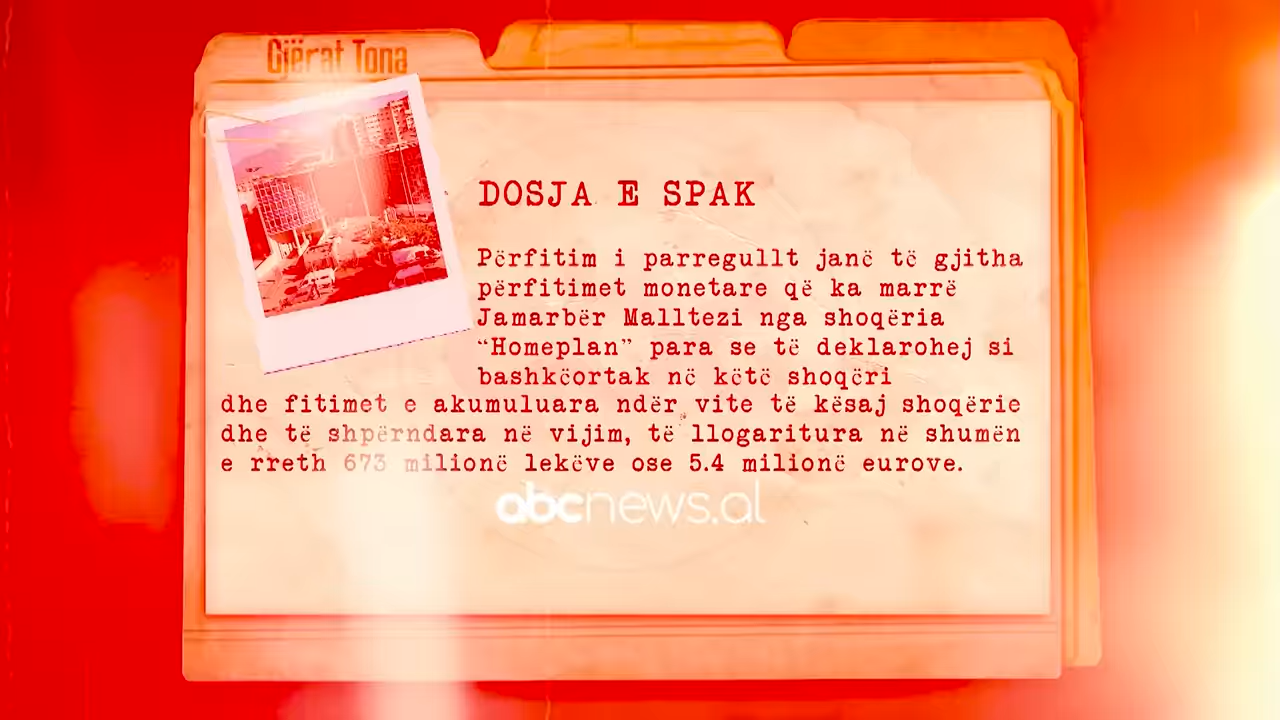 Gjërat Tona
DOSJA E SPAK
Përfitim i parregullt janë të gjitha
përfitimet monetare që ka marrë
Jamarbër Malltezi nga shoqëria
“Homeplan” para se të deklarohej si
bashkëortak në këtë shoqëri
dhe fitimet e akumuluara ndër vite të kësaj shoqërie
dhe të shpërndara në vijim, të llogaritura në shumën
e rreth 673 milionë lekëve ose 5.4 milionë eurove.
abcnews.al